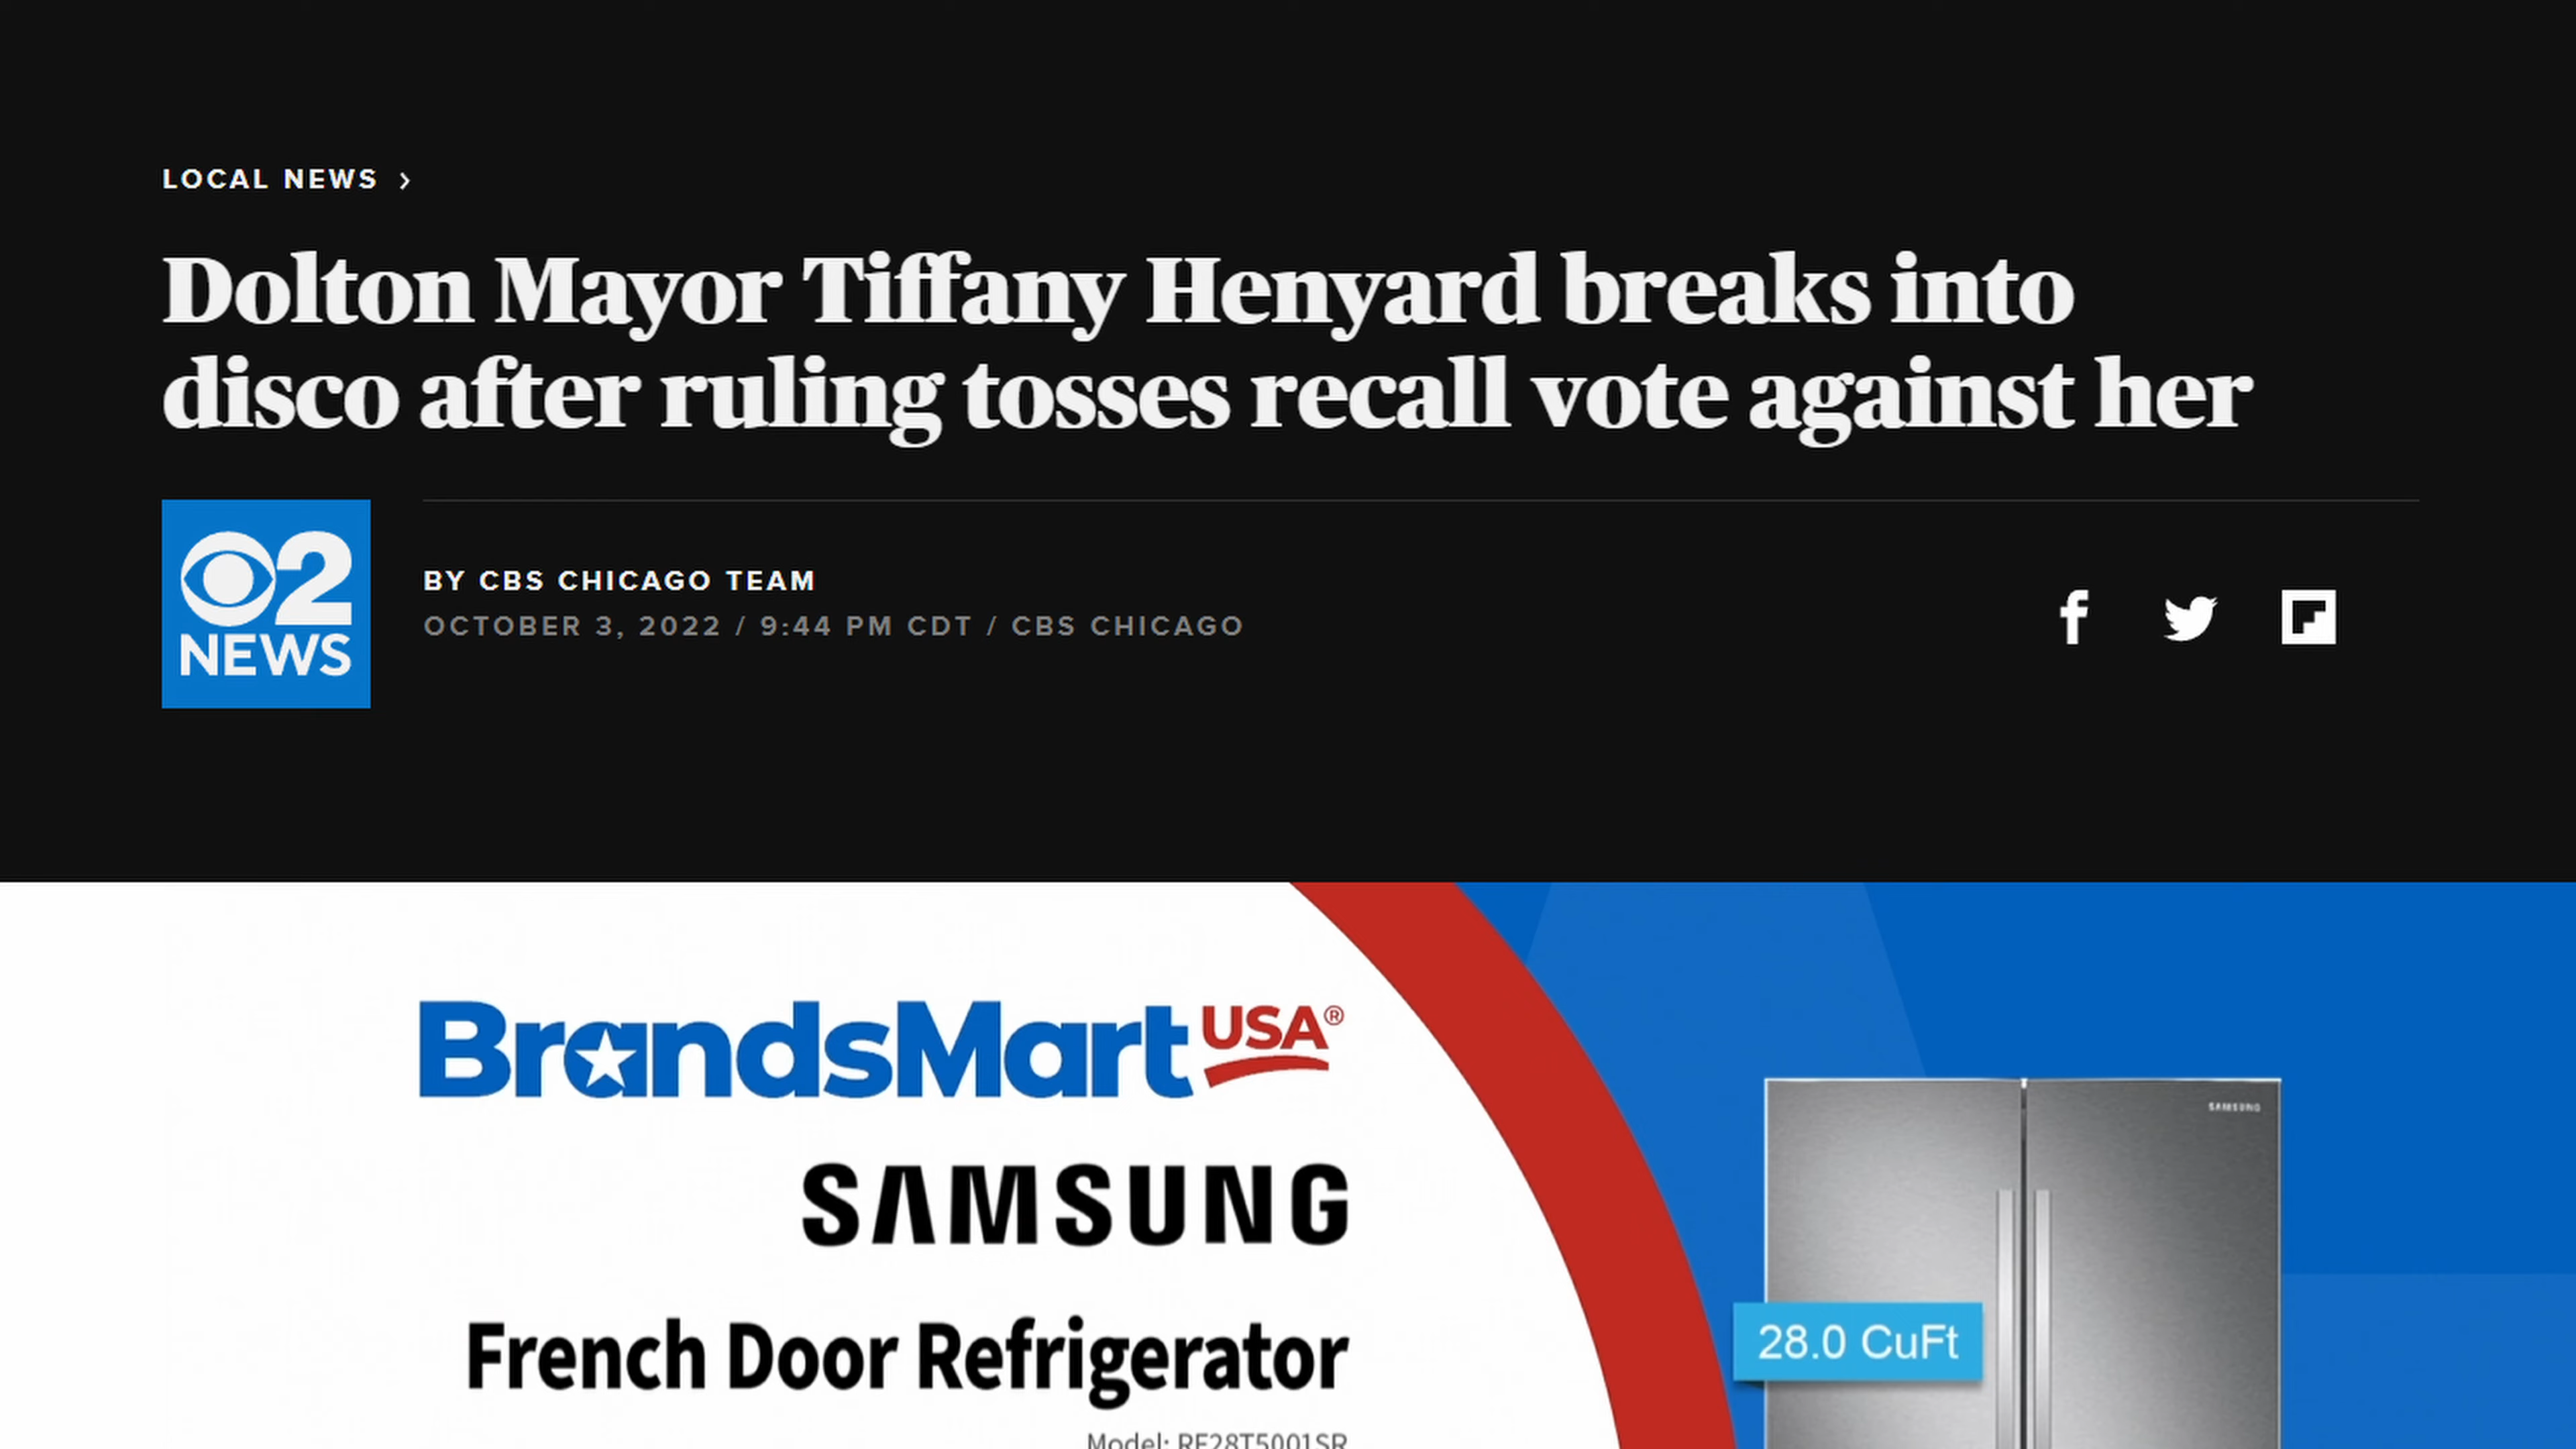 LOCAL NEWS >
Dolton Mayor Tiffany Henyard breaks into
disco after ruling tosses recall vote against her
2
NEWS
BY CBS CHICAGO TEAM
OCTOBER 3, 2022 / 9:44 PM CDT / CBS CHICAGO
BrandsMart USA®
SAMSUNG
SAMSUNG
French Door Refrigerator
28.0 CuFt
Model: RF28T5001SR